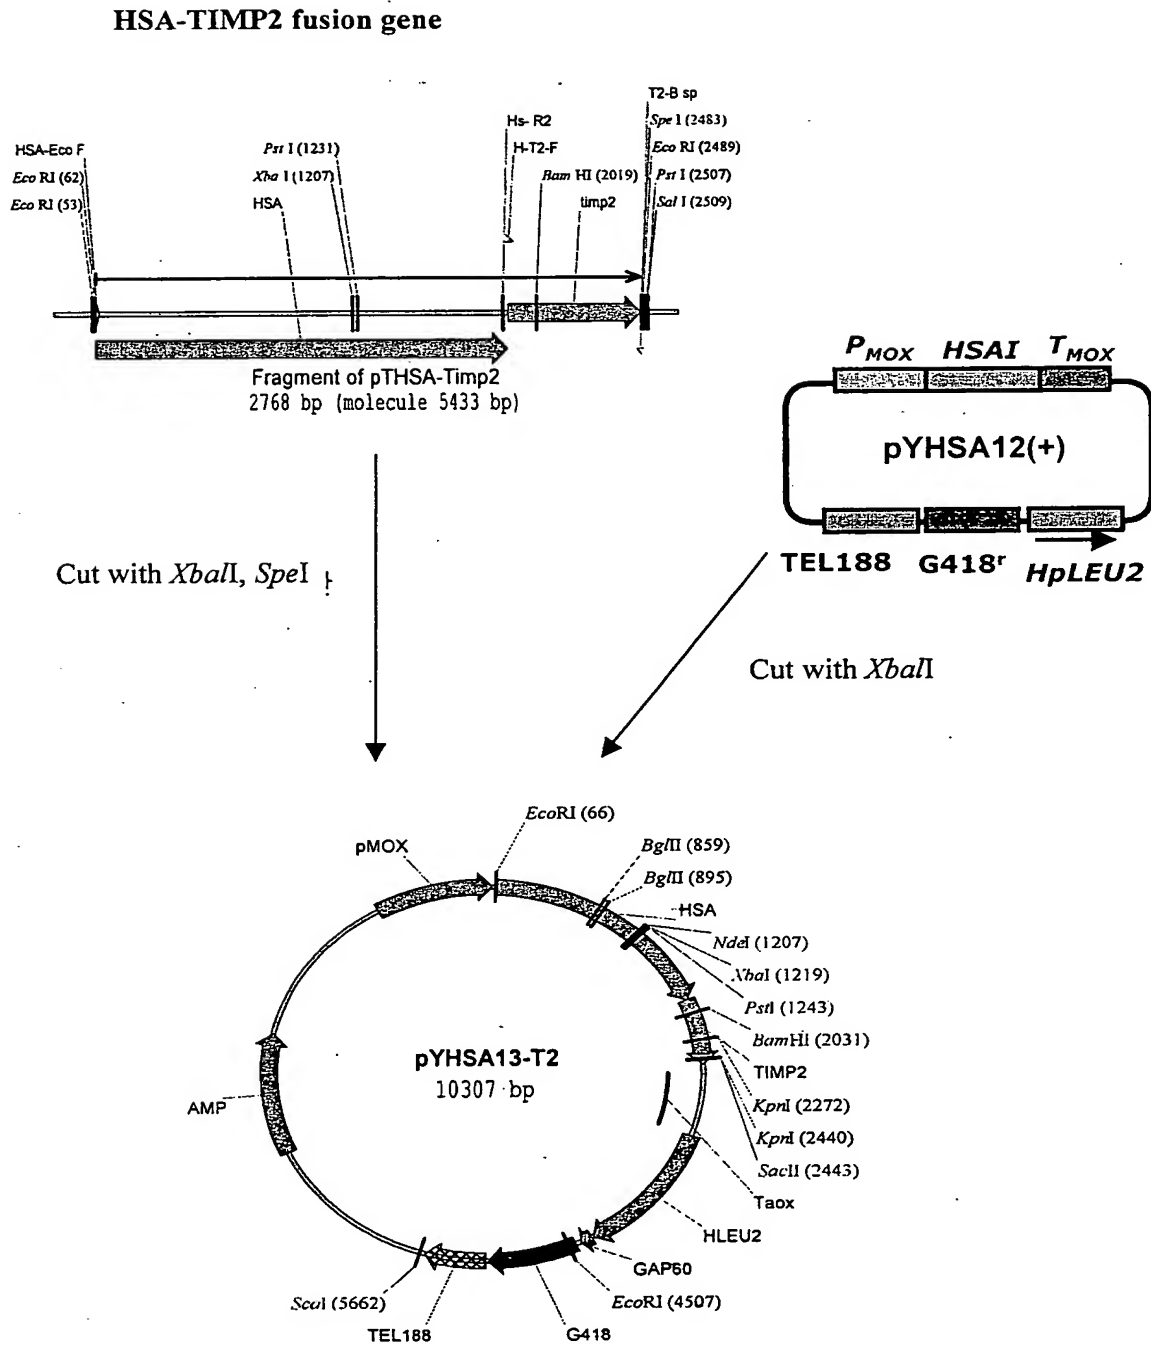 HSA-TIMP2 fusion gene
T2-B sp
Hs- R2
Spe I (2483)
HSA-Eco F
Pst I (1231)
H-T2-F
Eco RI (2489)
Eco RI (62)
Xba I (1207)
Bam HI (2019)
Pst I (2507)
Eco RI (53)
HSA
timp2
Sal I (2509)
Fragment of pTHSA-Timp2
2768 bp (molecule 5433 bp)
PMOX HSAI TMOX
pYHSA12(+)
TEL188 G418r HpLEU2
Cut with XbalI, SpeI
Cut with XbalI
EcoRI (66)
pMOX
BglII (859)
BglII (895)
HSA
NdeI (1207)
XbaI (1219)
PstI (1243)
BamHI (2031)
pYHSA13-T2
10307 bp
TIMP2
AMP
KpnI (2272)
KpnI (2440)
SacII (2443)
Taox
HLEU2
GAP60
ScaI (5662)
EcoRI (4507)
TEL188
G418